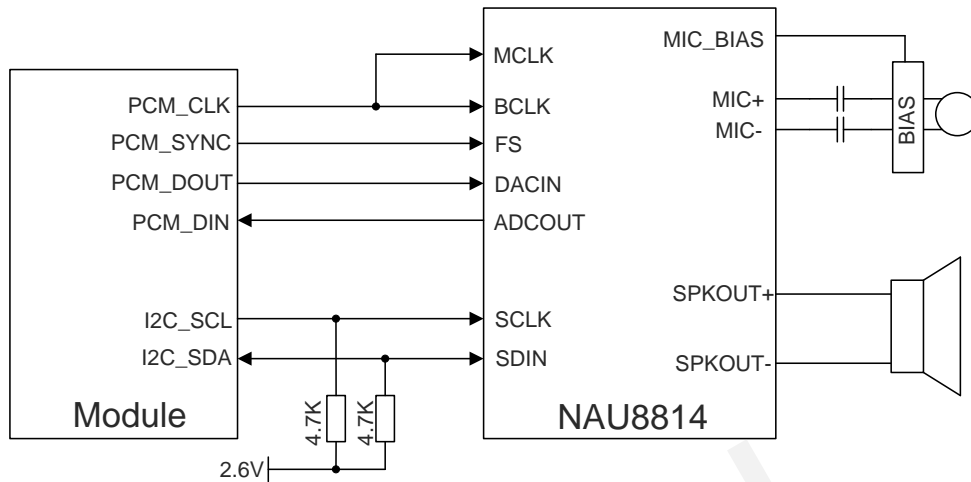 MCLK
MIC_BIAS
PCM_CLK
BCLK
MIC+
PCM_SYNC
FS
MIC-
BIAS
PCM_DOUT
DACIN
PCM_DIN
ADCOUT
SPKOUT+
I2C_SCL
SCLK
I2C_SDA
SDIN
SPKOUT-
Module
4.7K
4.7K
NAU8814
2.6V